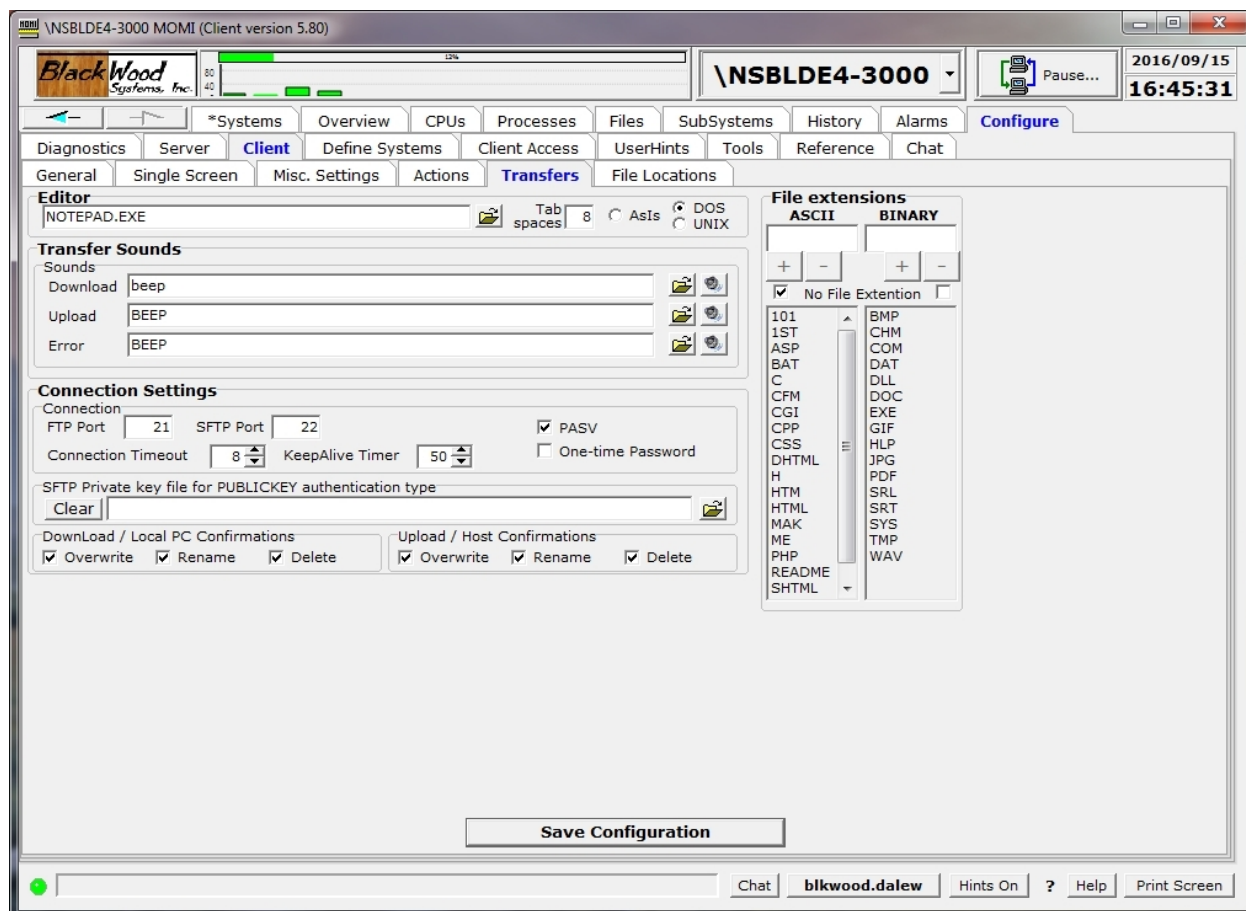 \NSBLDE4-3000 MOMI (Client version 5.80)
BlackWood
Systems, Inc.
80
40
12%
\NSBLDE4-3000
Pause...
2016/09/15
16:45:31
*Systems Overview CPUs Processes Files SubSystems History Alarms Configure
Diagnostics Server Client Define Systems Client Access UserHints Tools Reference Chat
General Single Screen Misc. Settings Actions Transfers File Locations
Editor
NOTEPAD.EXE
Tab spaces 8
AsIs
DOS
UNIX
Transfer Sounds
Sounds
Download beep
Upload BEEP
Error BEEP
Connection Settings
Connection
FTP Port 21 SFTP Port 22 PASV
Connection Timeout 8 KeepAlive Timer 50 One-time Password
SFTP Private key file for PUBLICKEY authentication type
Clear
DownLoad / Local PC Confirmations
Overwrite Rename Delete
Upload / Host Confirmations
Overwrite Rename Delete
File extensions
ASCII BINARY
+ - + -
No File Extention
101
1ST
ASP
BAT
C
CFM
CGI
CPP
CSS
DHTML
H
HTM
HTML
MAK
ME
PHP
README
SHTML
BMP
CHM
COM
DAT
DLL
DOC
EXE
GIF
HLP
JPG
PDF
SRL
SRT
SYS
TMP
WAV
Save Configuration
Chat blkwood.dalew Hints On ? Help Print Screen